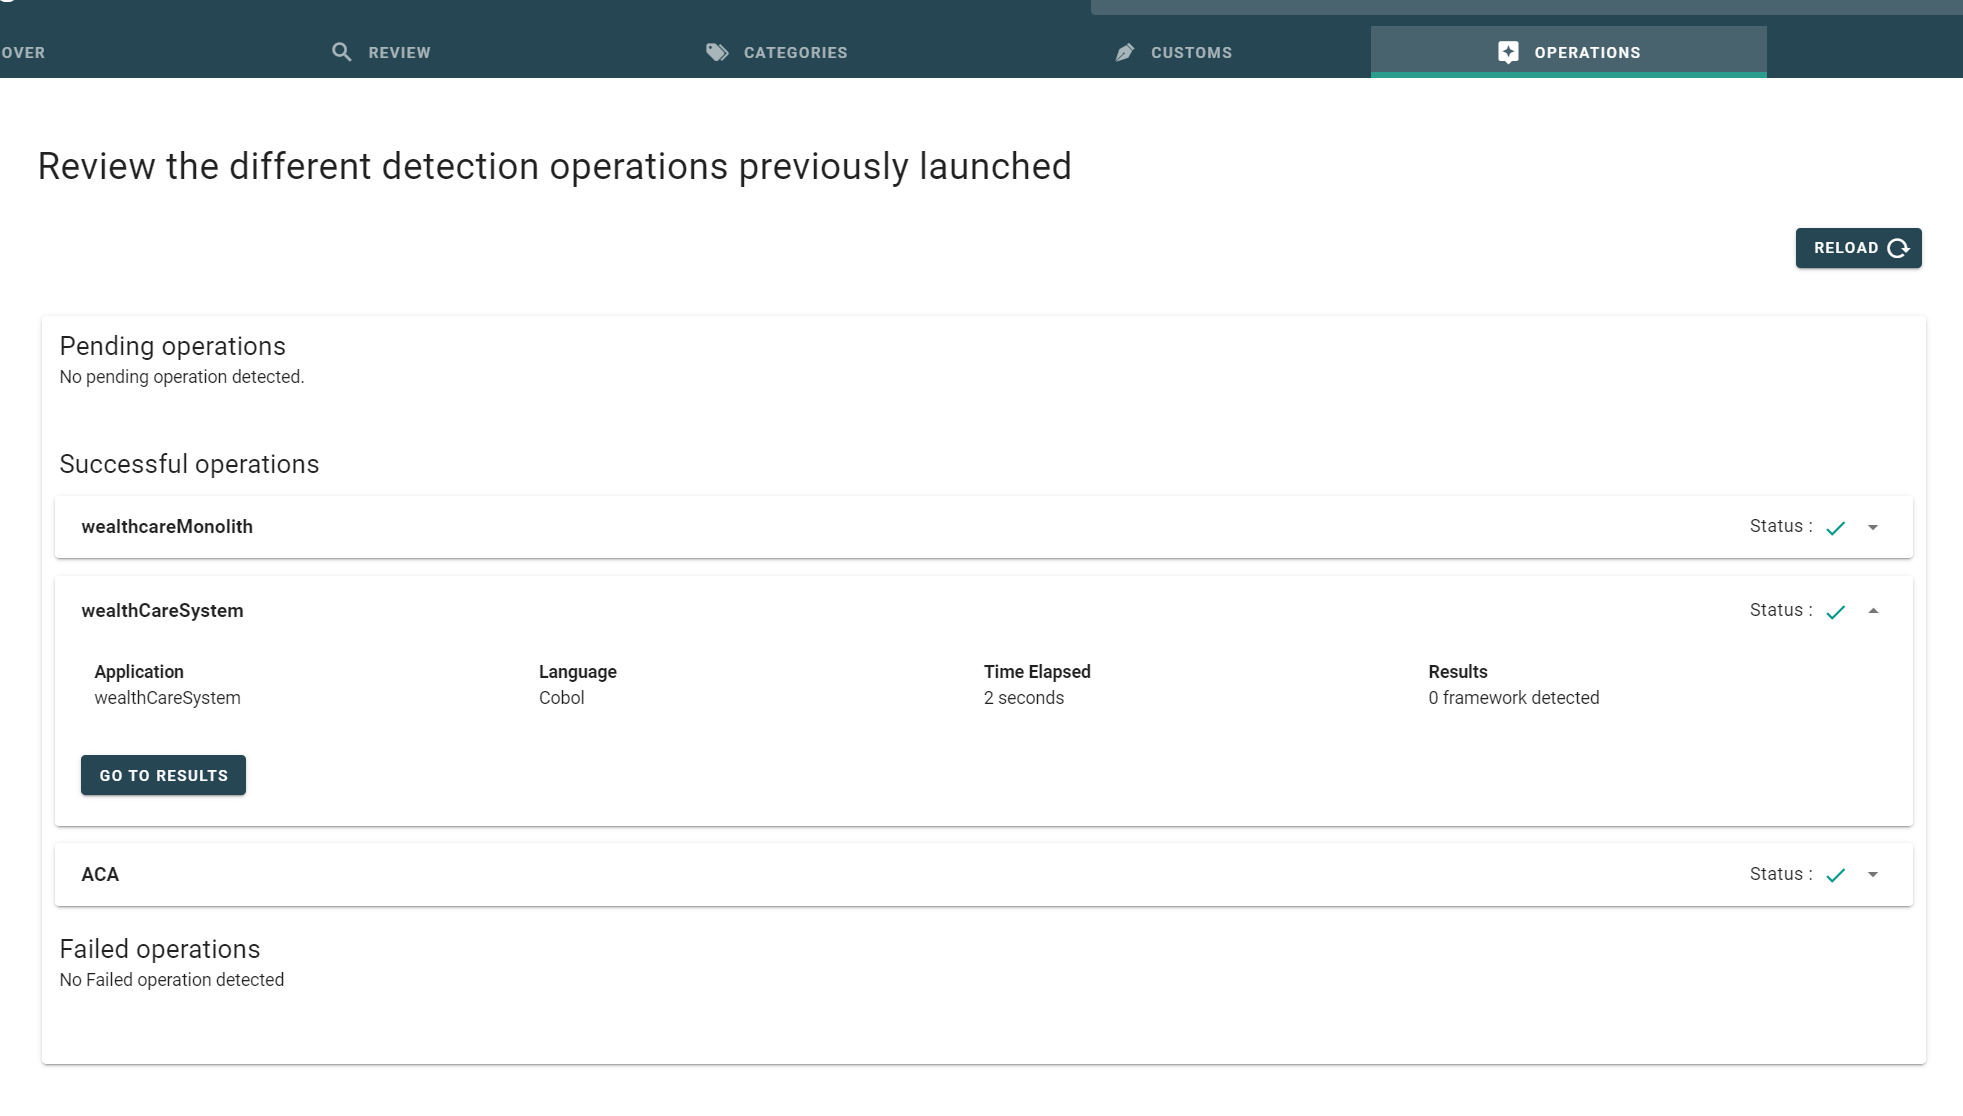 OVER
REVIEW
CATEGORIES
CUSTOMS
OPERATIONS
Review the different detection operations previously launched
RELOAD
Pending operations
No pending operation detected.
Successful operations
wealthcareMonolith
Status :
wealthCareSystem
Status :
Application
Language
Time Elapsed
Results
wealthCareSystem
Cobol
2 seconds
0 framework detected
GO TO RESULTS
ACA
Status :
Failed operations
No Failed operation detected